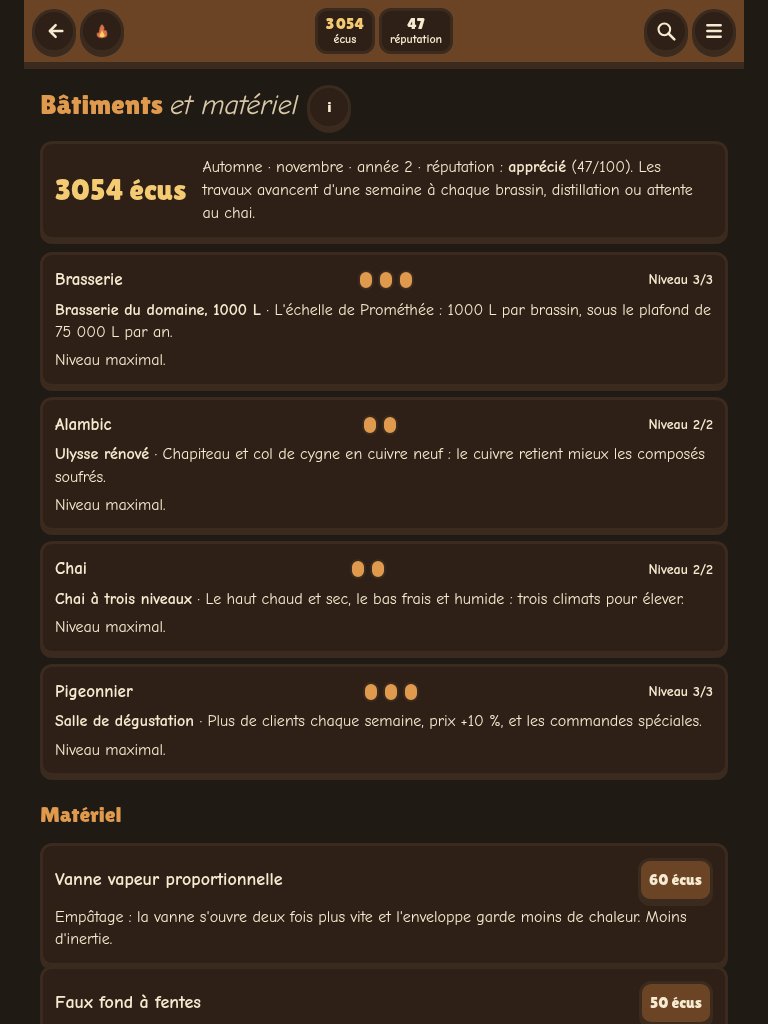 3 054
écus
47
réputation
Bâtiments et matériel
i
3054 écus
Automne · novembre · année 2 · réputation : apprécié (47/100). Les
travaux avancent d'une semaine à chaque brassin, distillation ou attente
au chai.
Brasserie
Niveau 3/3
Brasserie du domaine, 1000 L · L'échelle de Prométhée : 1000 L par brassin, sous le plafond de
75 000 L par an.
Niveau maximal.
Alambic
Niveau 2/2
Ulysse rénové · Chapiteau et col de cygne en cuivre neuf : le cuivre retient mieux les composés
soufrés.
Niveau maximal.
Chai
Niveau 2/2
Chai à trois niveaux · Le haut chaud et sec, le bas frais et humide : trois climats pour élever.
Niveau maximal.
Pigeonnier
Niveau 3/3
Salle de dégustation · Plus de clients chaque semaine, prix +10 %, et les commandes spéciales.
Niveau maximal.
Matériel
Vanne vapeur proportionnelle
60 écus
Empâtage : la vanne s'ouvre deux fois plus vite et l'enveloppe garde moins de chaleur. Moins
d'inertie.
Faux fond à fentes
50 écus